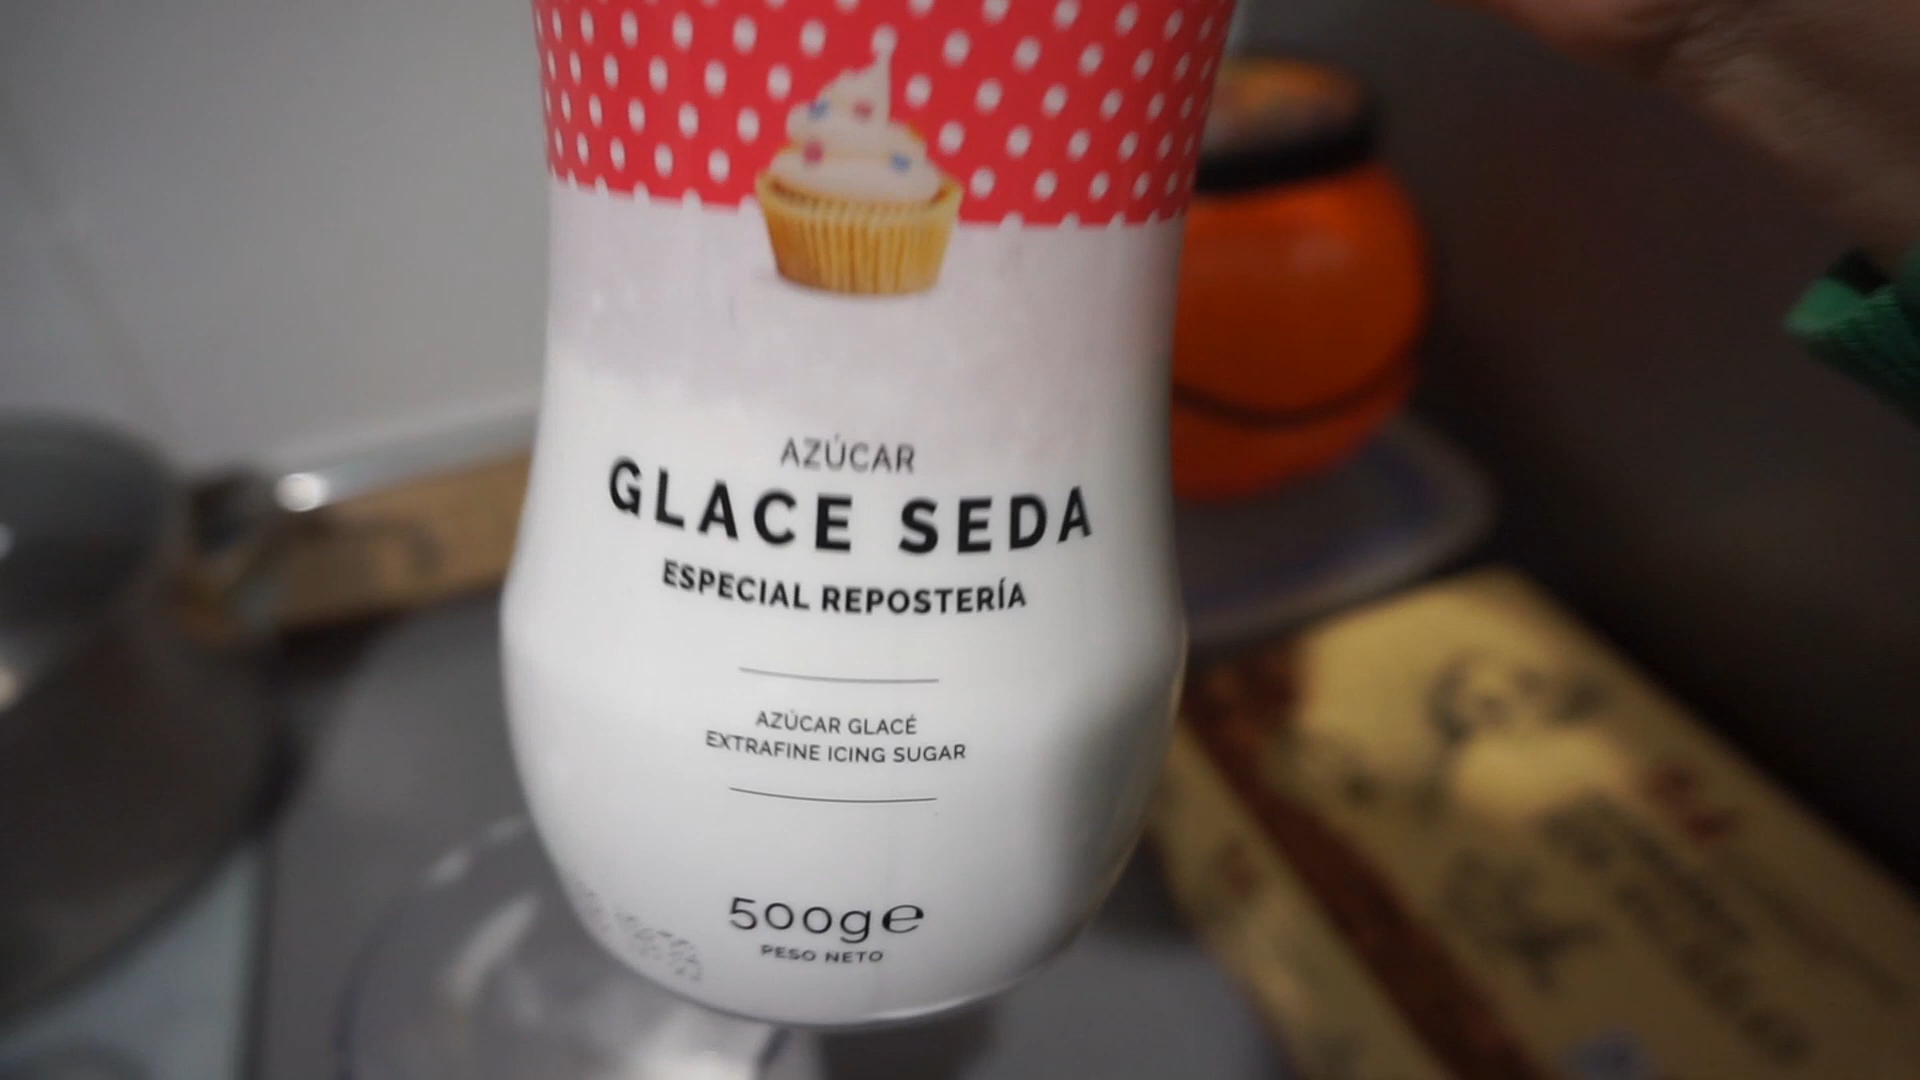 AZÚCAR
GLACE SEDA
ESPECIAL REPOSTERÍA
AZÚCAR GLACÉ
EXTRAFINE ICING SUGAR
500g℮
PESO NETO